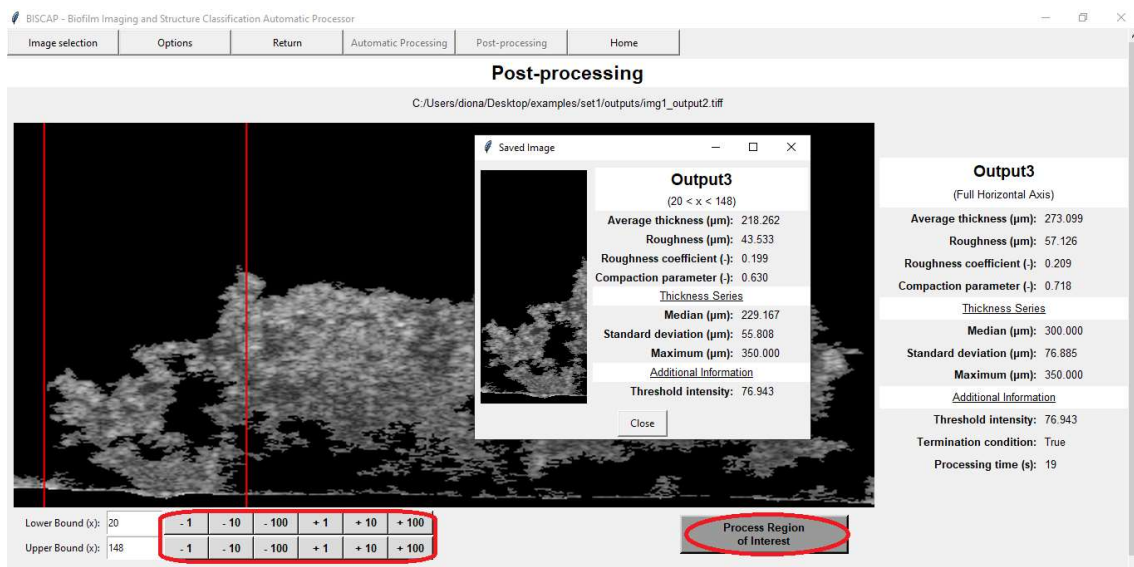 BISCAP - Biofilm Imaging and Structure Classification Automatic Processor
Image selection Options Return Automatic Processing Post-processing Home
Post-processing
C:/Users/diona/Desktop/examples/set1/outputs/img1_output2.tiff
Saved Image
Output3
(20 < x < 148)
Average thickness (µm): 218.262
Roughness (µm): 43.533
Roughness coefficient (-): 0.199
Compaction parameter (-): 0.630
Thickness Series
Median (µm): 229.167
Standard deviation (µm): 55.808
Maximum (µm): 350.000
Additional Information
Threshold intensity: 76.943
Close
Output3
(Full Horizontal Axis)
Average thickness (µm): 273.099
Roughness (µm): 57.126
Roughness coefficient (-): 0.209
Compaction parameter (-): 0.718
Thickness Series
Median (µm): 300.000
Standard deviation (µm): 76.885
Maximum (µm): 350.000
Additional Information
Threshold intensity: 76.943
Termination condition: True
Processing time (s): 19
Lower Bound (x): 20 - 1 - 10 - 100 + 1 + 10 + 100
Upper Bound (x): 148 - 1 - 10 - 100 + 1 + 10 + 100
Process Region
of Interest